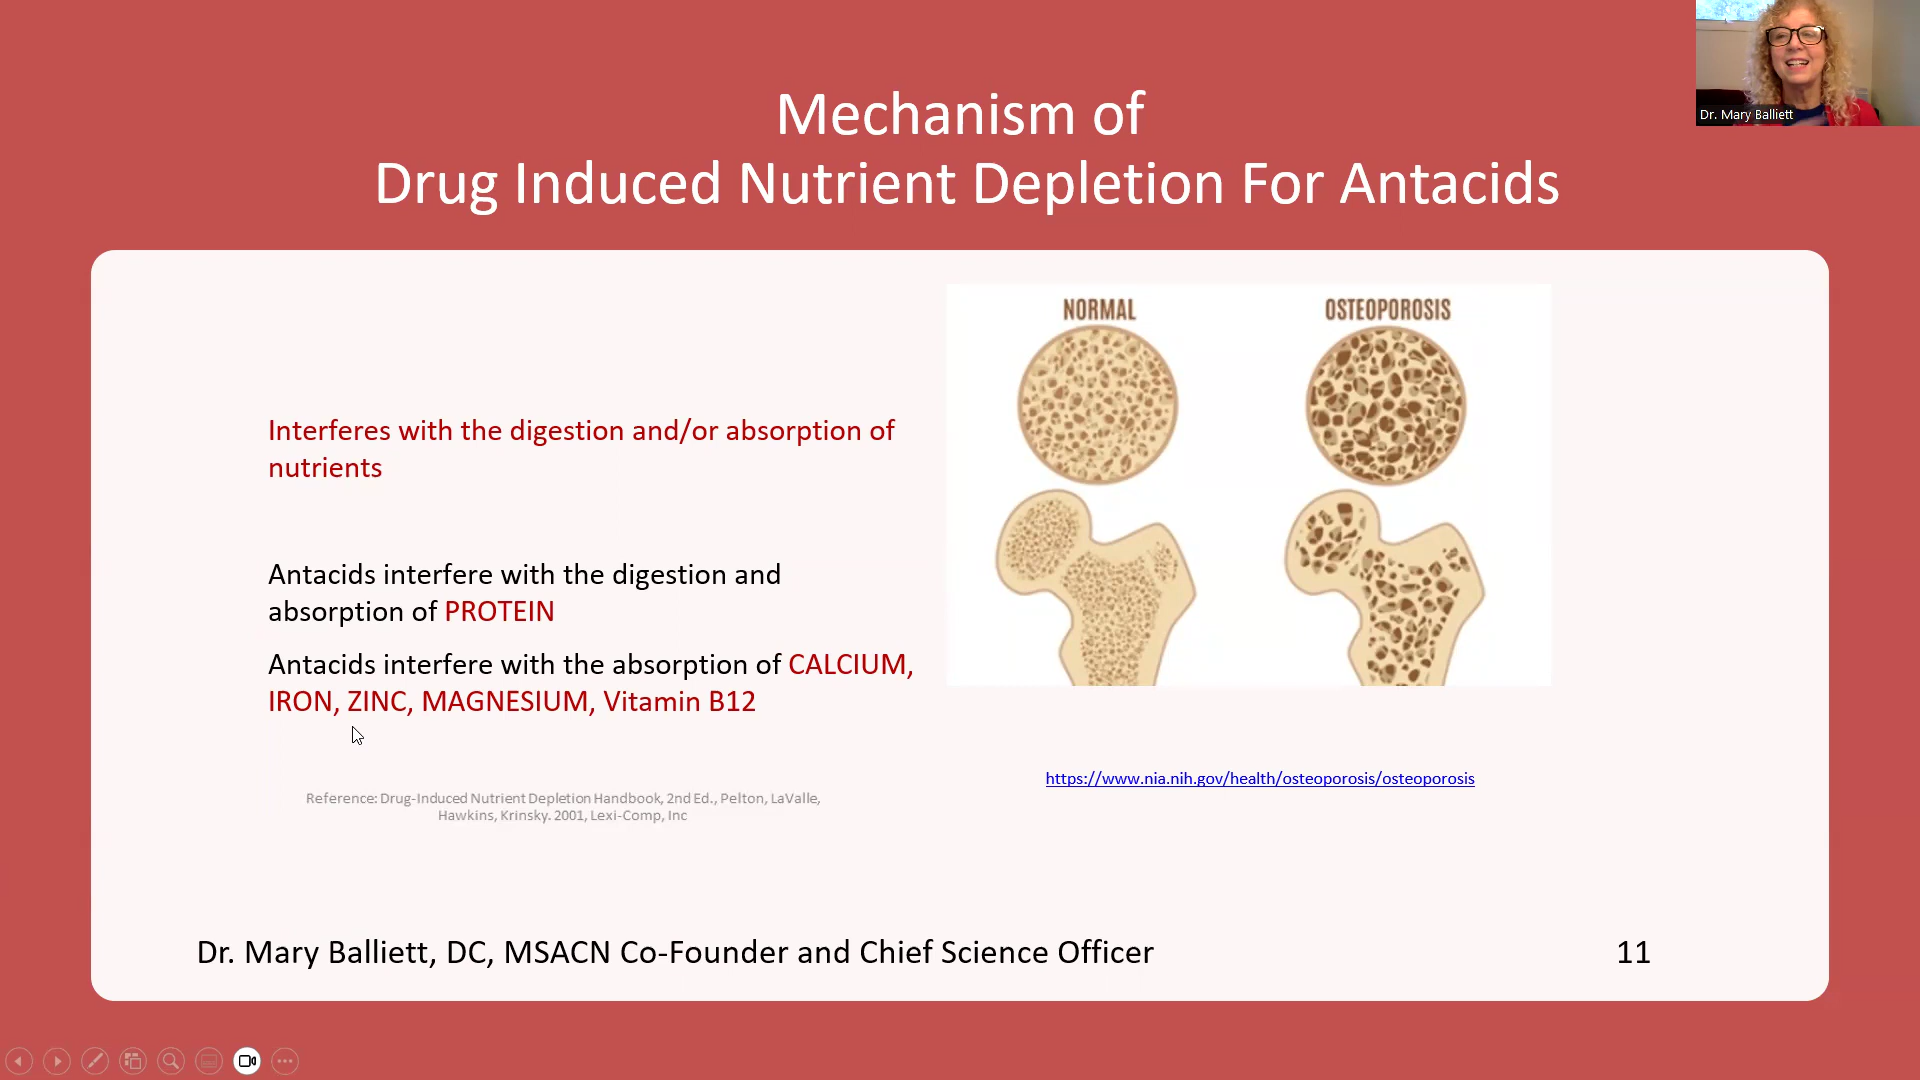 Mechanism of
Drug Induced Nutrient Depletion For Antacids
Dr. Mary Balliett
Interferes with the digestion and/or absorption of
nutrients
Antacids interfere with the digestion and
absorption of PROTEIN
Antacids interfere with the absorption of CALCIUM,
IRON, ZINC, MAGNESIUM, Vitamin B12
Reference: Drug-Induced Nutrient Depletion Handbook, 2nd Ed., Pelton, LaValle,
Hawkins, Krinsky. 2001, Lexi-Comp, Inc
NORMAL
OSTEOPOROSIS
https://www.nia.nih.gov/health/osteoporosis/osteoporosis
Dr. Mary Balliett, DC, MSACN Co-Founder and Chief Science Officer
11